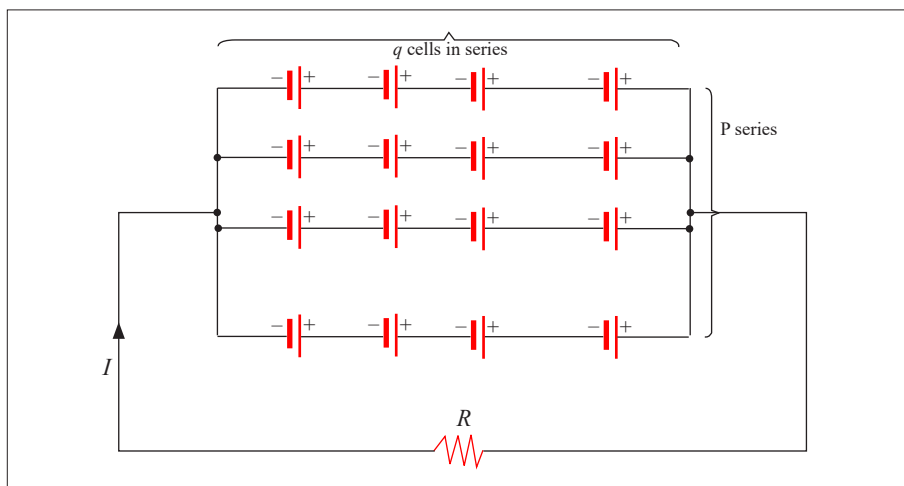 q cells in series
− + − + − + − +
P series
− + − + − + − +
− + − + − + − +
− + − + − + − +
I
R